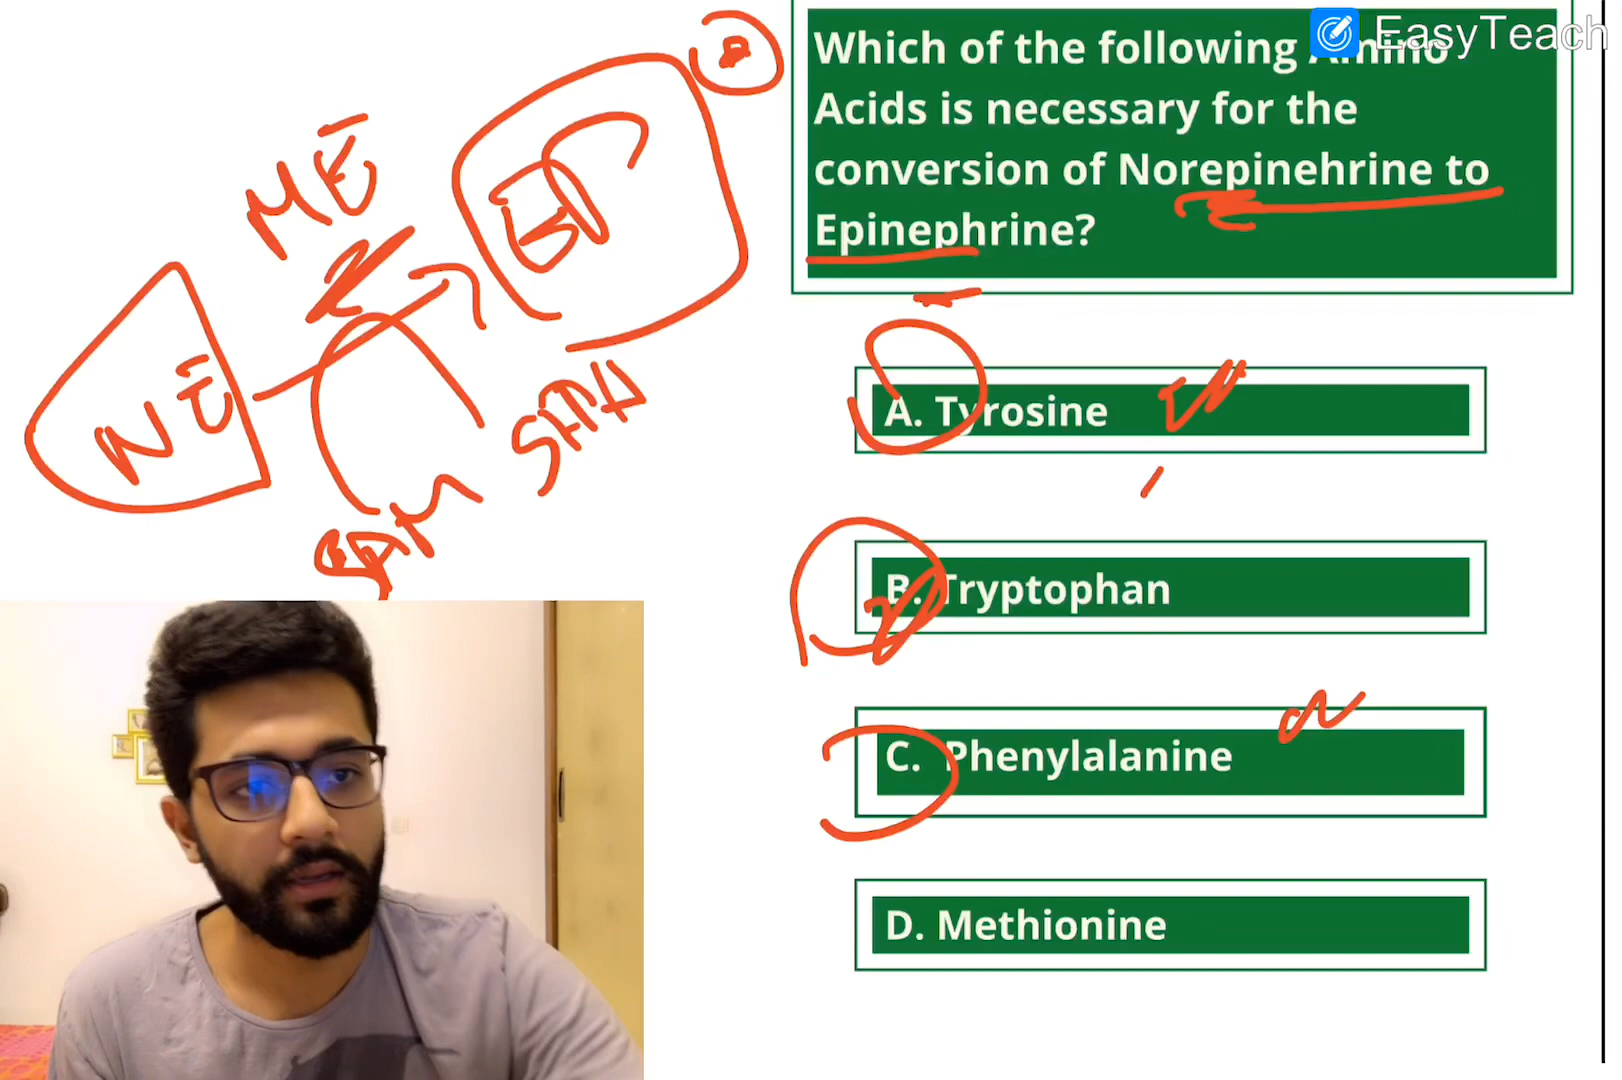 EasyTeach
Which of the following Amino
Acids is necessary for the
conversion of Norepinehrine to
Epinephrine?
A. Tyrosine
B. Tryptophan
C. Phenylalanine
D. Methionine
ME
NE
EP
SAM
SAH